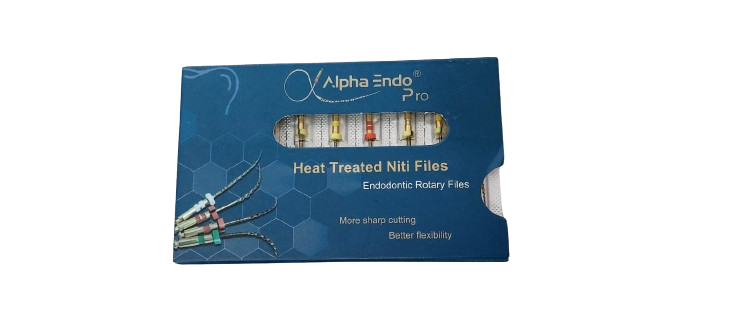 Alpha Endo®
Pro
Heat Treated Niti Files
Endodontic Rotary Files
More sharp cutting
Better flexibility